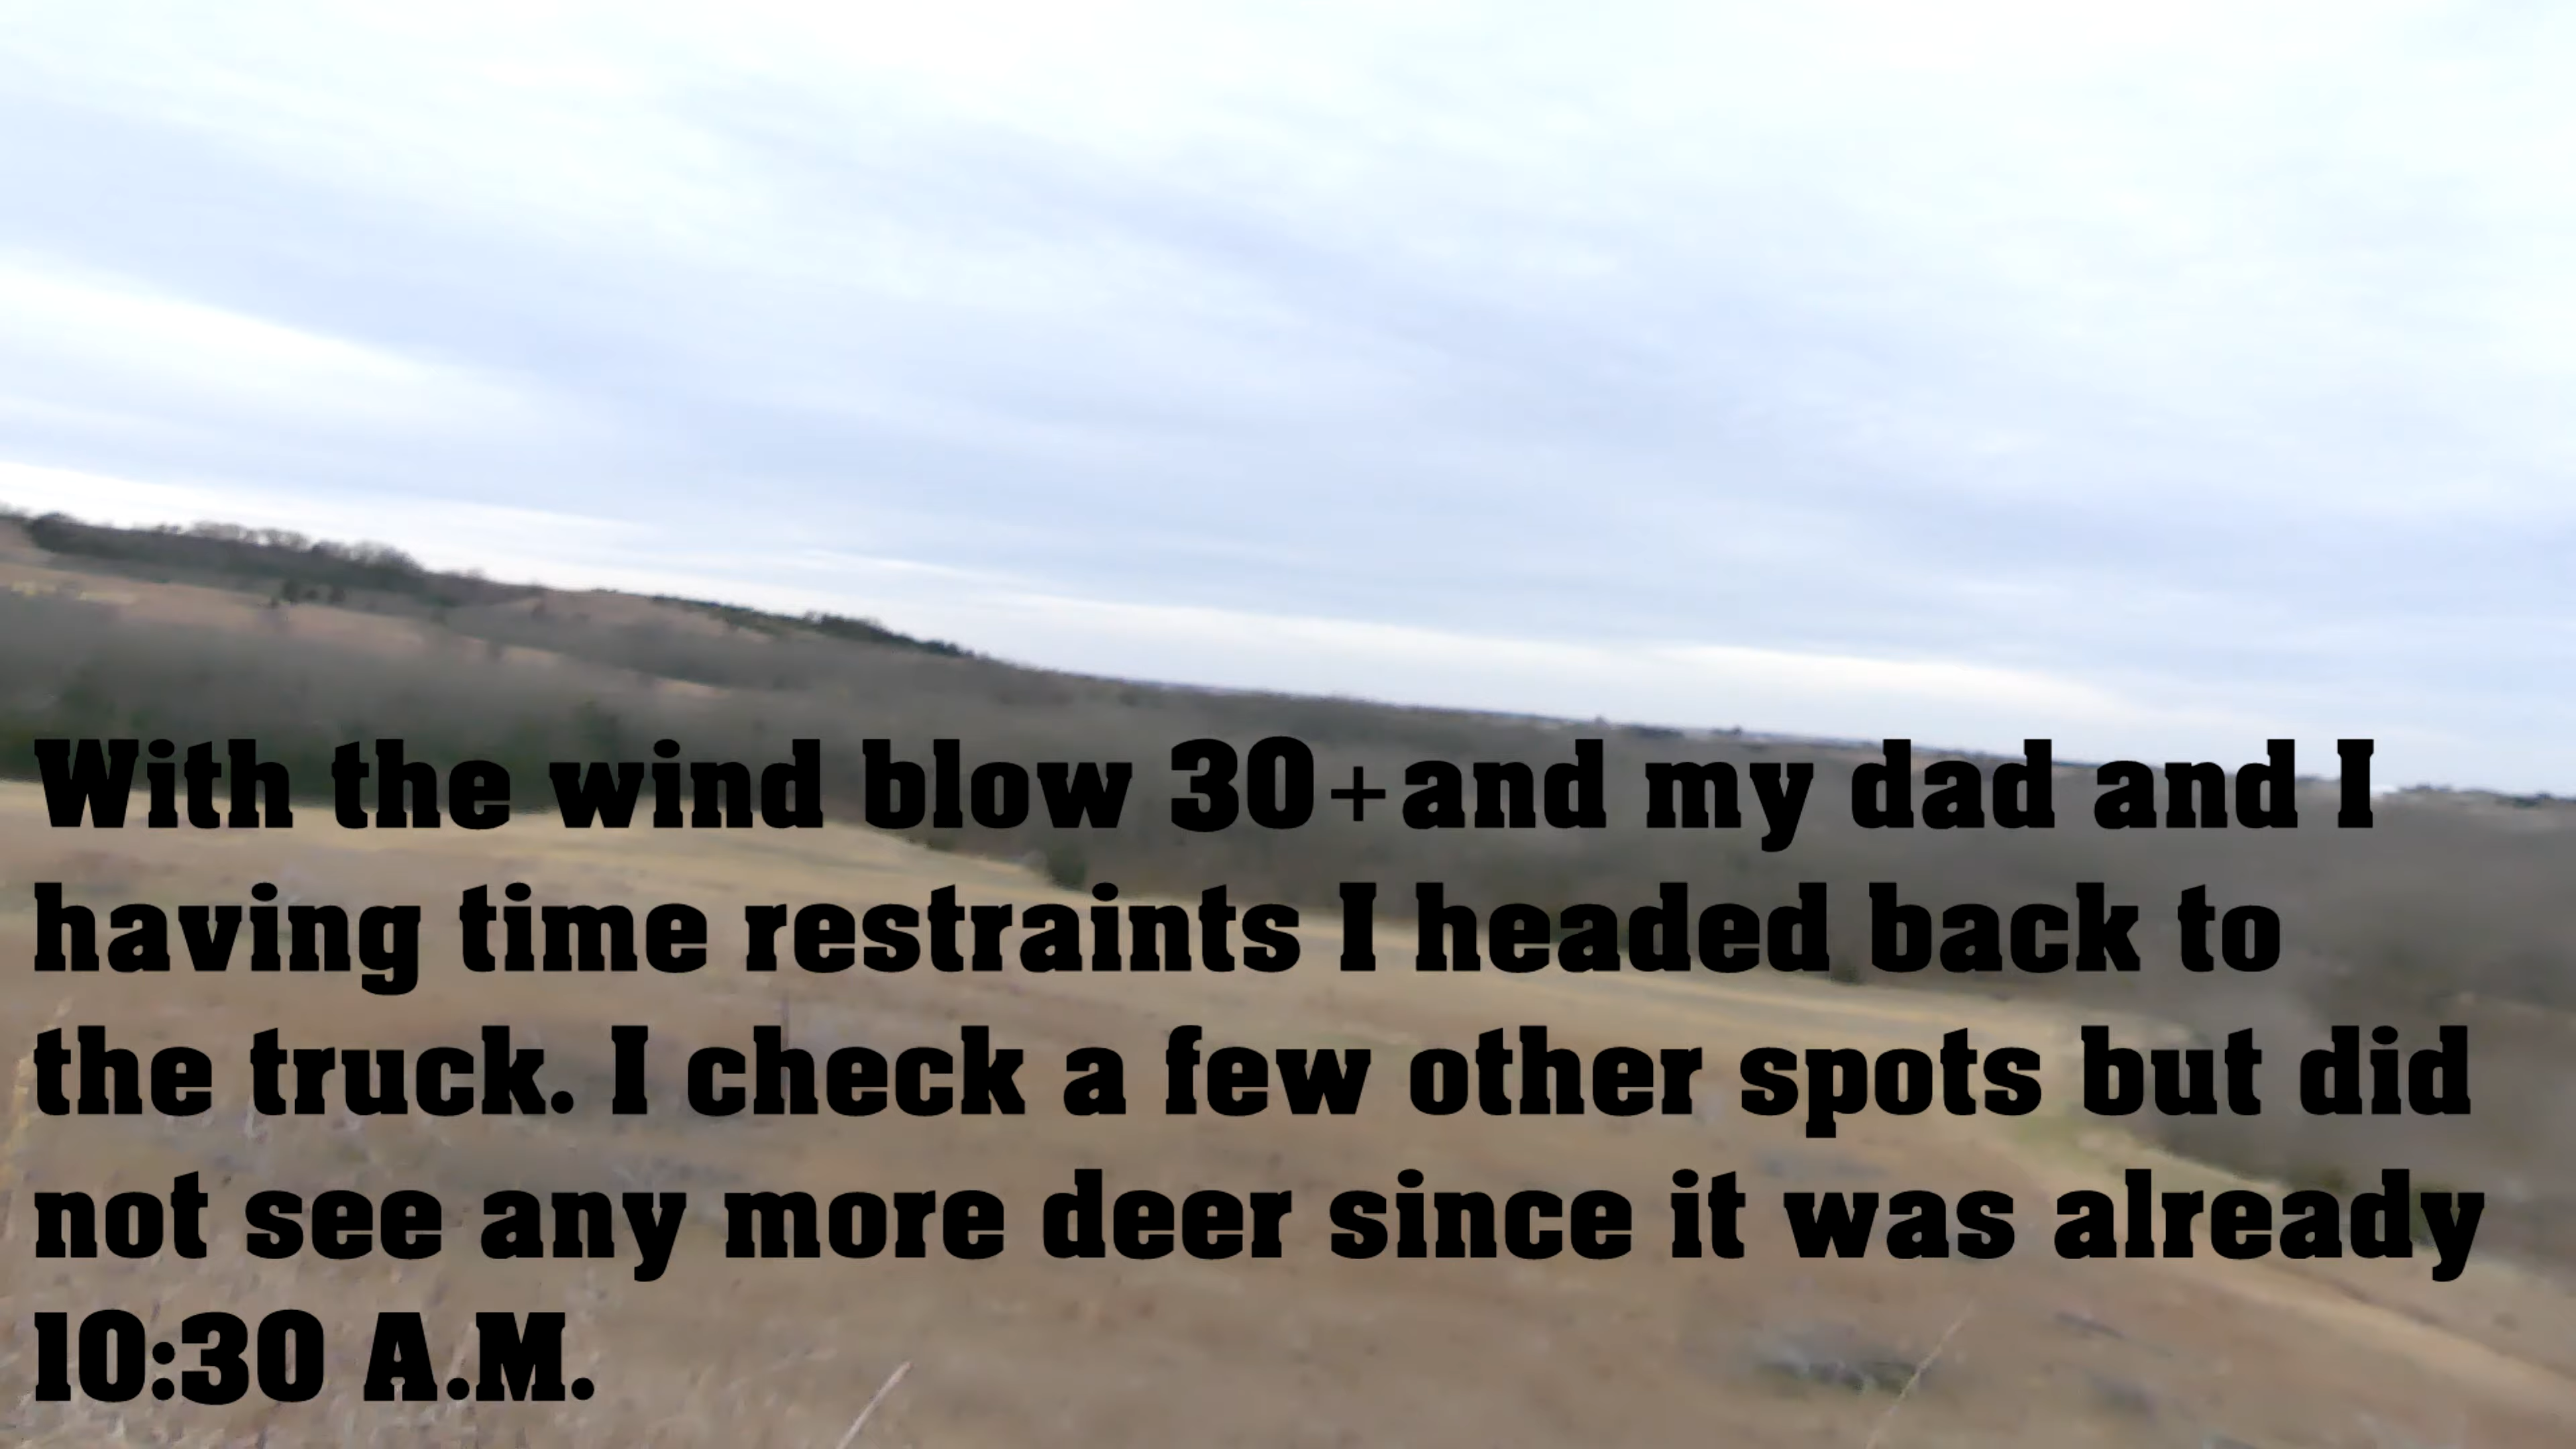 With the wind blow 30+and my dad and I
having time restraints I headed back to
the truck. I check a few other spots but did
not see any more deer since it was already
10:30 A.M.